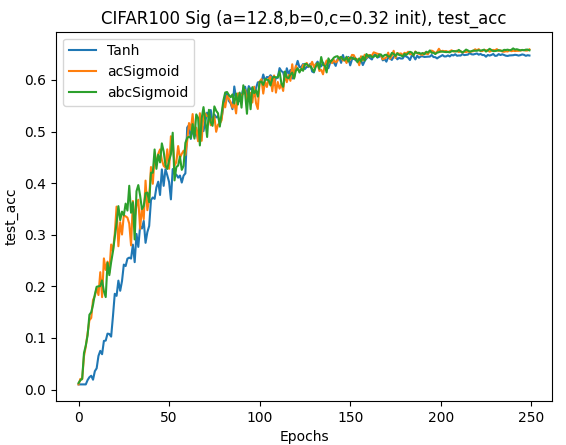 CIFAR100 Sig (a=12.8,b=0,c=0.32 init), test_acc
Tanh
acSigmoid
abcSigmoid
test_acc
0.6
0.5
0.4
0.3
0.2
0.1
0.0
0
50
100
150
200
250
Epochs